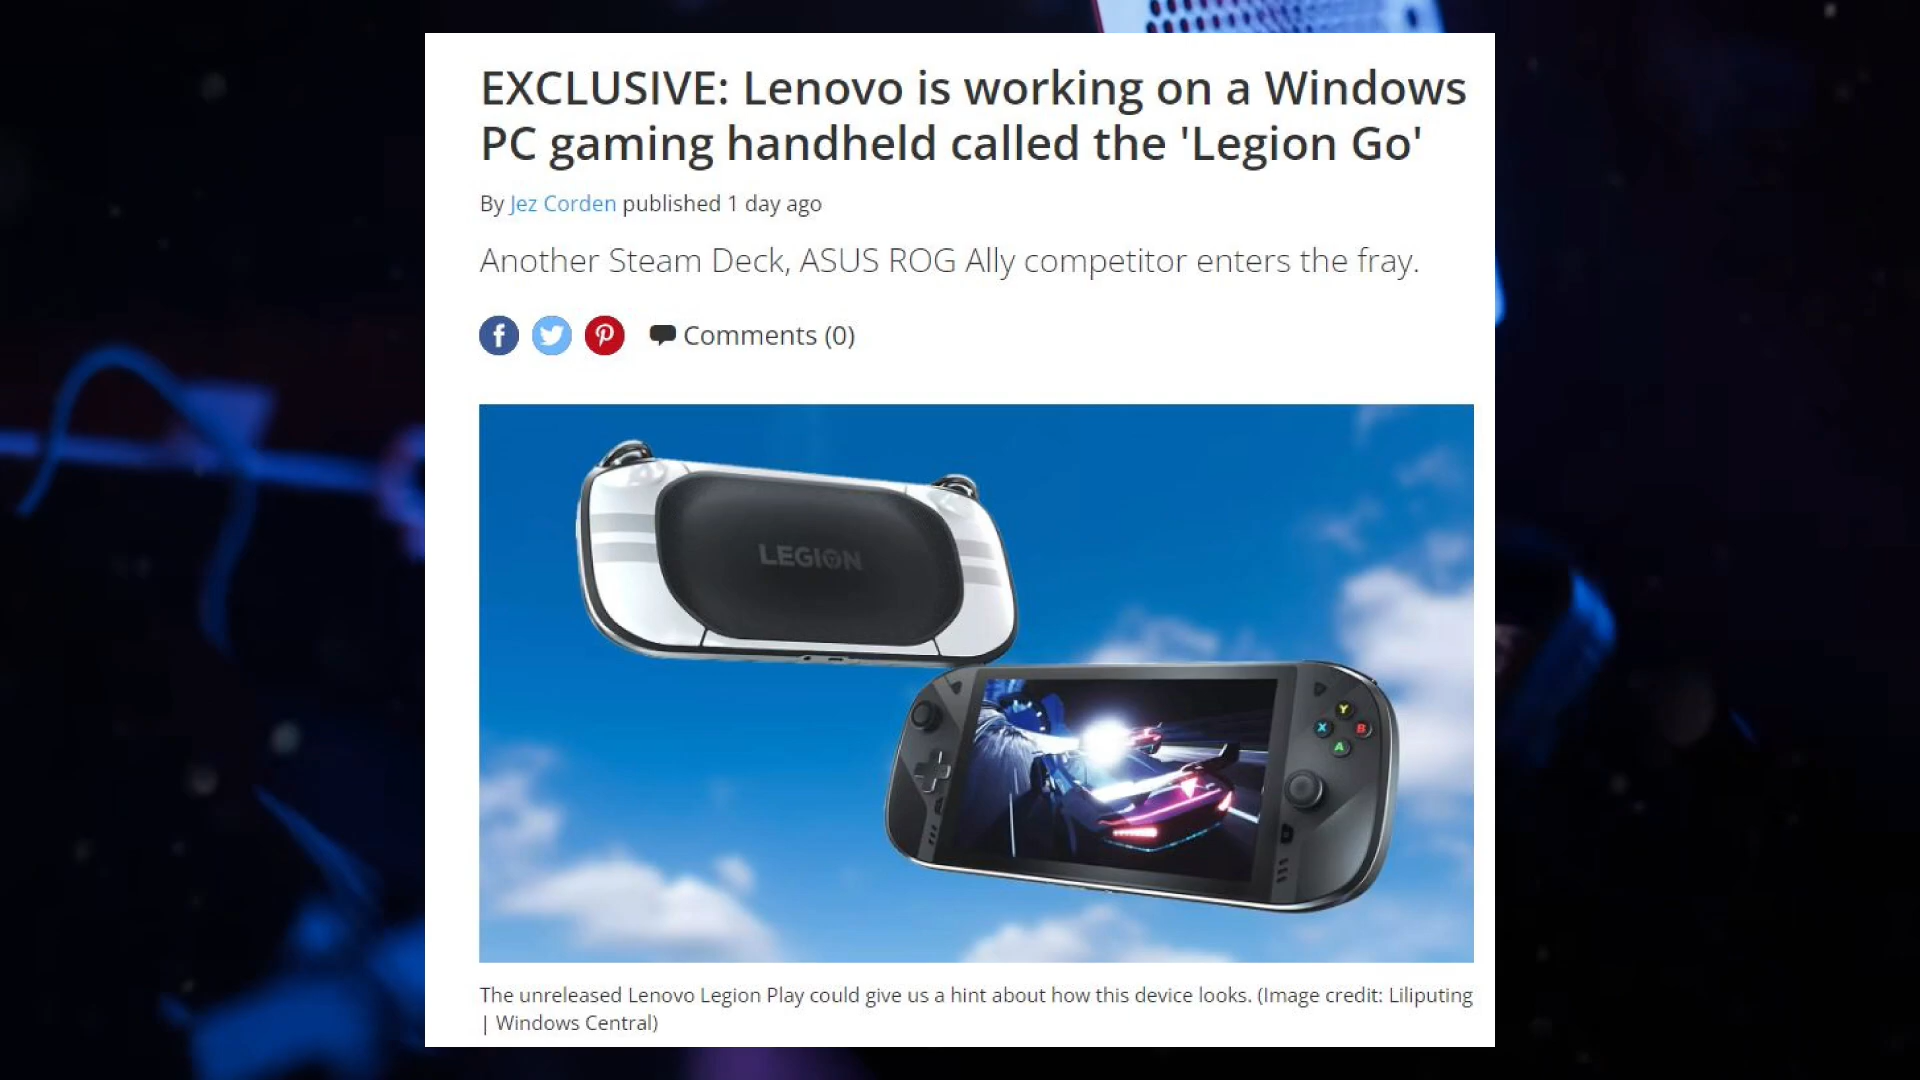 EXCLUSIVE: Lenovo is working on a Windows
PC gaming handheld called the 'Legion Go'
By Jez Corden published 1 day ago
Another Steam Deck, ASUS ROG Ally competitor enters the fray.
Comments (0)
LEGION
Y
X B
A
The unreleased Lenovo Legion Play could give us a hint about how this device looks. (Image credit: Liliputing
| Windows Central)